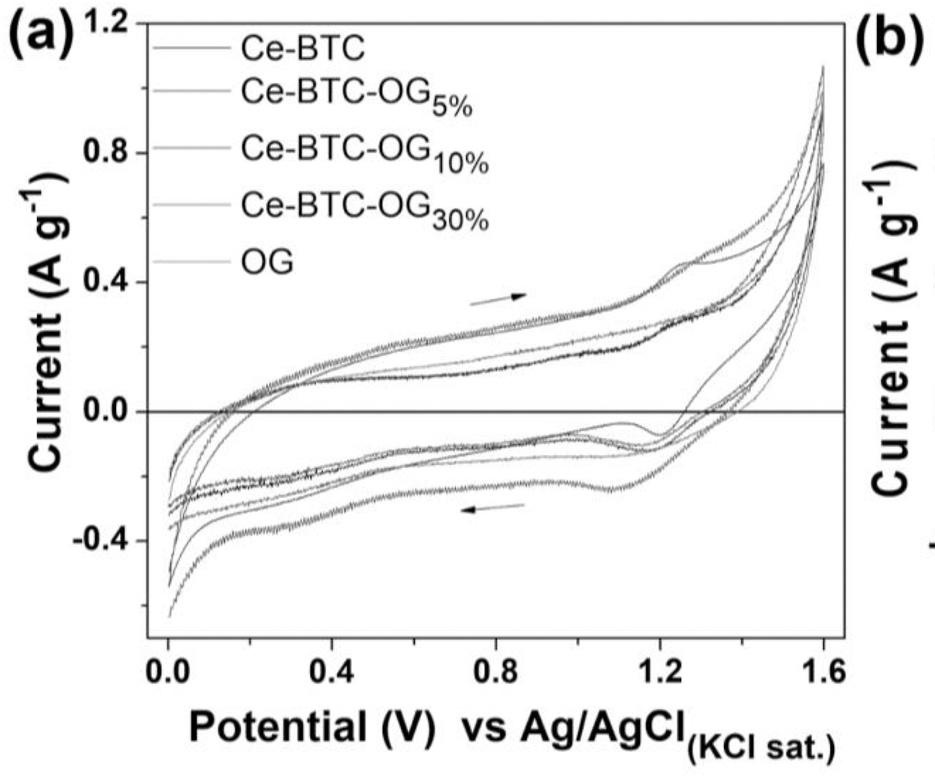 (a)
1.2
0.8
0.4
0.0
-0.4
Current (A g⁻¹)
Ce-BTC
Ce-BTC-OG5%
Ce-BTC-OG10%
Ce-BTC-OG30%
OG
0.0 0.4 0.8 1.2 1.6
Potential (V) vs Ag/AgCl(KCl sat.)
(b)
Current (A g⁻¹)